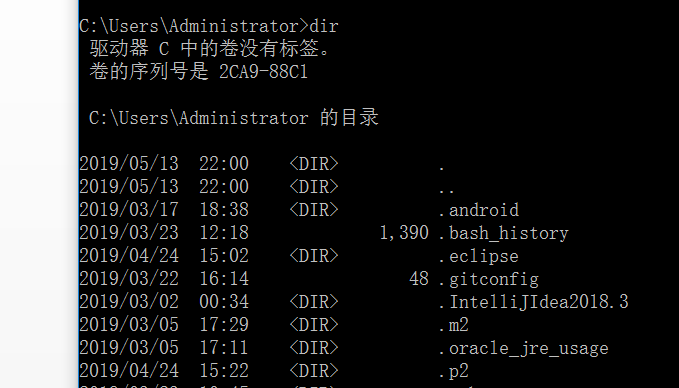 C:\Users\Administrator>dir
驱动器 C 中的卷没有标签。
卷的序列号是 2CA9-88C1
C:\Users\Administrator 的目录
2019/05/13 22:00 <DIR> .
2019/05/13 22:00 <DIR> ..
2019/03/17 18:38 <DIR> .android
2019/03/23 12:18 1,390 .bash_history
2019/04/24 15:02 <DIR> .eclipse
2019/03/22 16:14 48 .gitconfig
2019/03/02 00:34 <DIR> .IntelliJIdea2018.3
2019/03/05 17:29 <DIR> .m2
2019/03/05 17:11 <DIR> .oracle_jre_usage
2019/04/24 15:22 <DIR> .p2